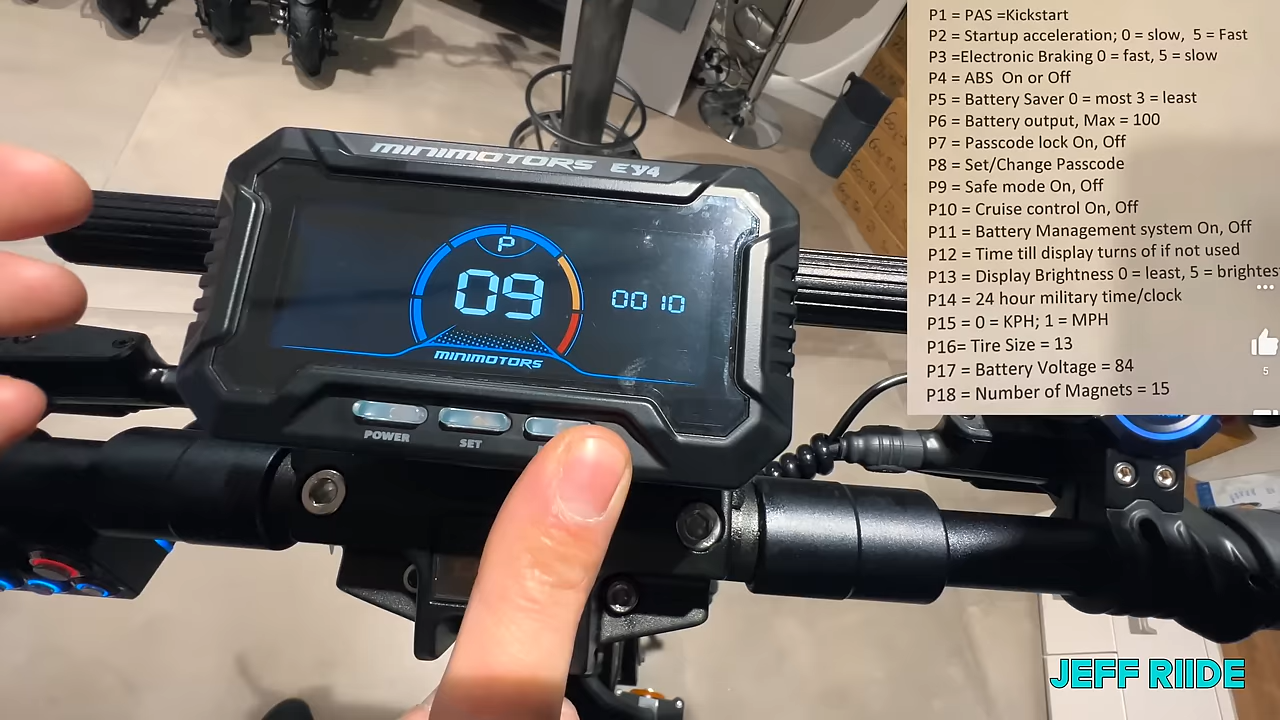 P1 = PAS =Kickstart
P2 = Startup acceleration; 0 = slow, 5 = Fast
P3 =Electronic Braking 0 = fast, 5 = slow
P4 = ABS On or Off
P5 = Battery Saver 0 = most 3 = least
P6 = Battery output, Max = 100
P7 = Passcode lock On, Off
P8 = Set/Change Passcode
P9 = Safe mode On, Off
P10 = Cruise control On, Off
P11 = Battery Management system On, Off
P12 = Time till display turns of if not used
P13 = Display Brightness 0 = least, 5 = brightes
P14 = 24 hour military time/clock
P15 = 0 = KPH; 1 = MPH
P16= Tire Size = 13
P17 = Battery Voltage = 84
P18 = Number of Magnets = 15
5
MINIMOTORS EY4
P
09
00 10
MINIMOTORS
POWER
SET
JEFF RIIDE